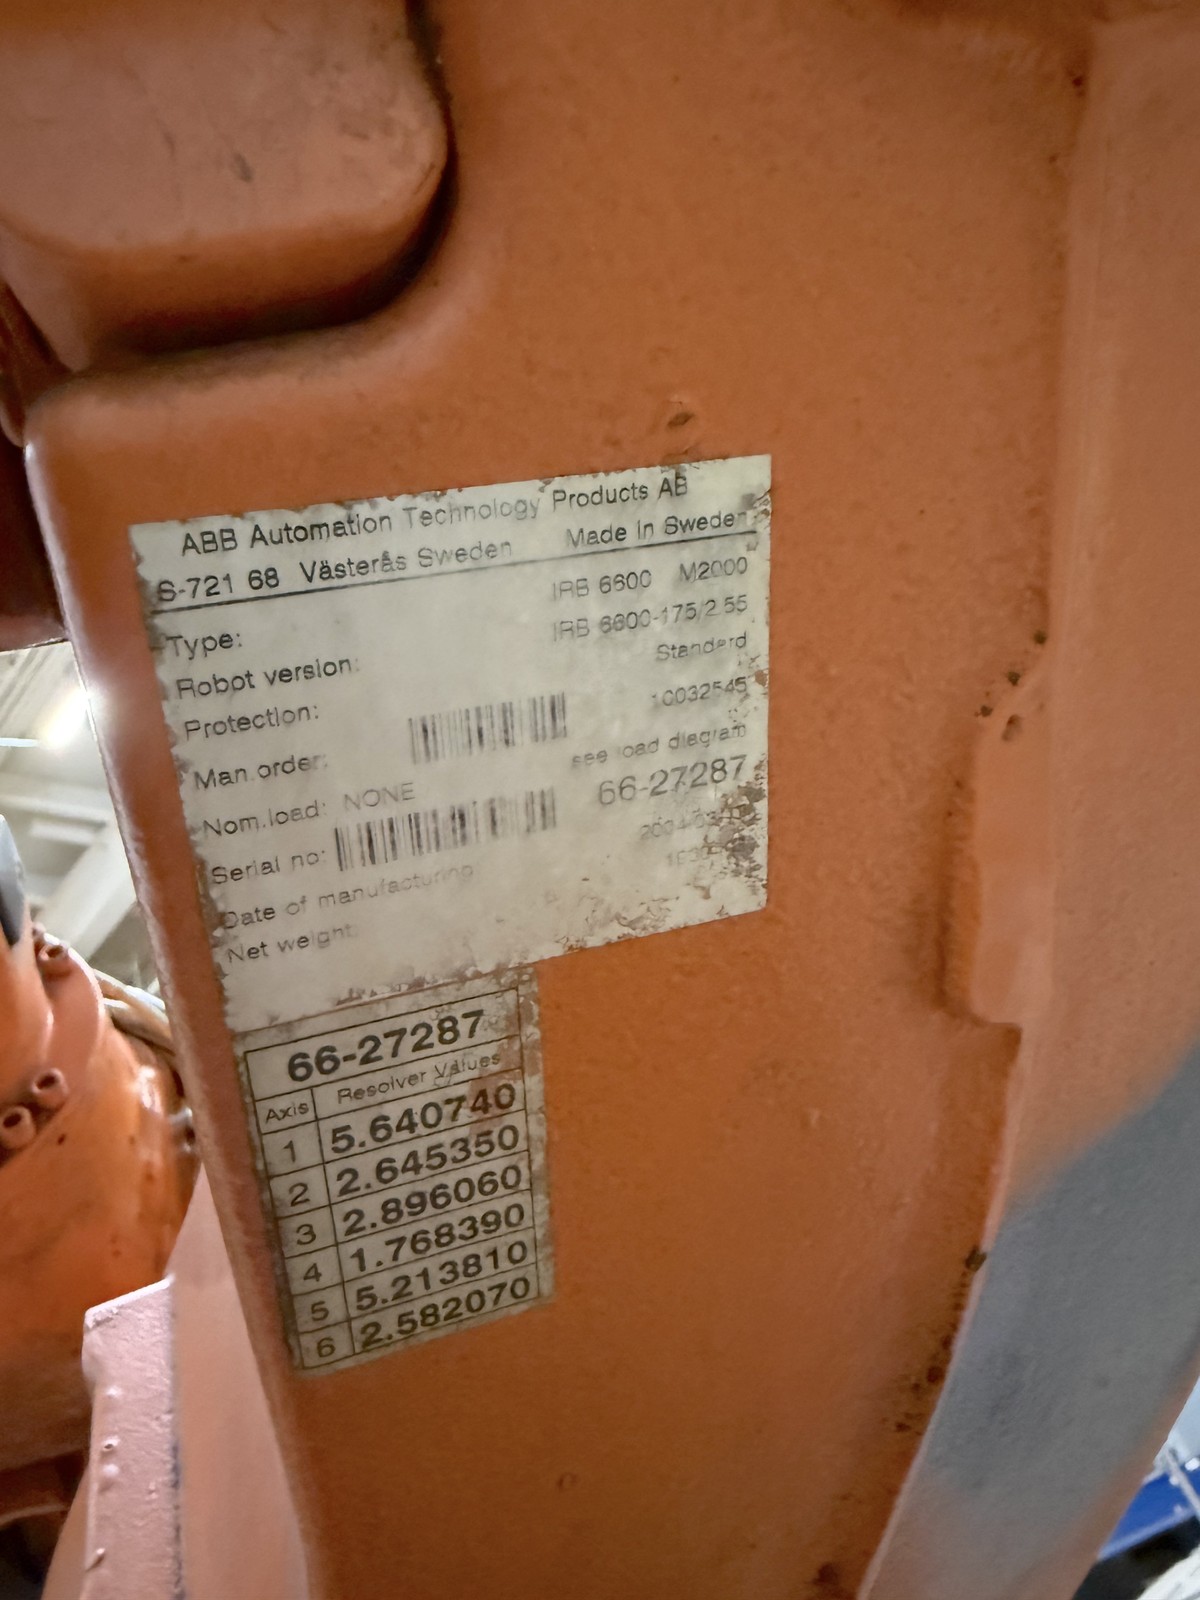 ABB Automation Technology Products AB
S-721 68 Västerås Sweden Made in Sweden
Type: IRB 6600 M2000
Robot version: IRB 6600-175/2.55
Protection: Standard
Man.order: 10032545
Nom.load: NONE see load diagram
Serial no: 66-27287
Date of manufacturing
Net weight:
66-27287
Axis Resolver Values
1 5.640740
2 2.645350
3 2.896060
4 1.768390
5 5.213810
6 2.582070